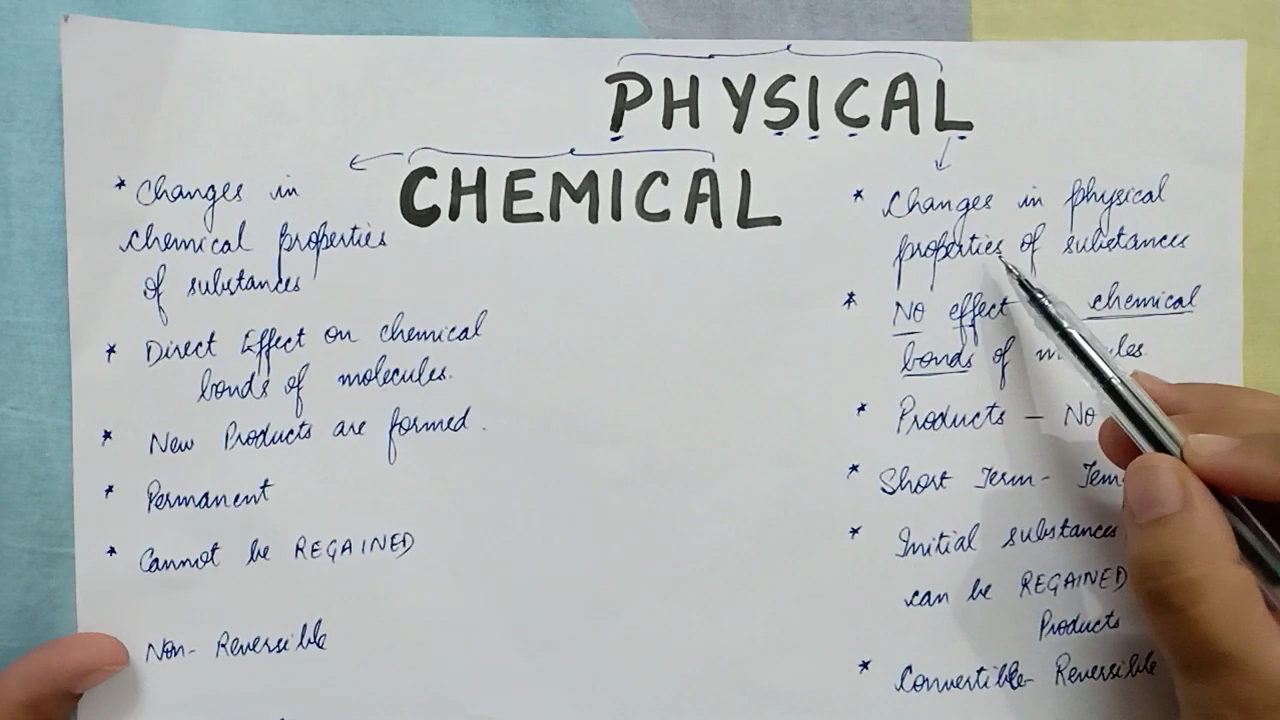 PHYSICAL
CHEMICAL
* Changes in
chemical properties
of substances
* Direct Effect on chemical
bonds of molecules.
* New Products are formed.
* Permanent
* Cannot be REGAINED
Non-Reversible
* Changes in physical
properties of substances
* NO effect chemical
bonds of
* Products - No
* Short Term -
* Initial substances
can be REGAINED
Products
* Convertible- Reversible